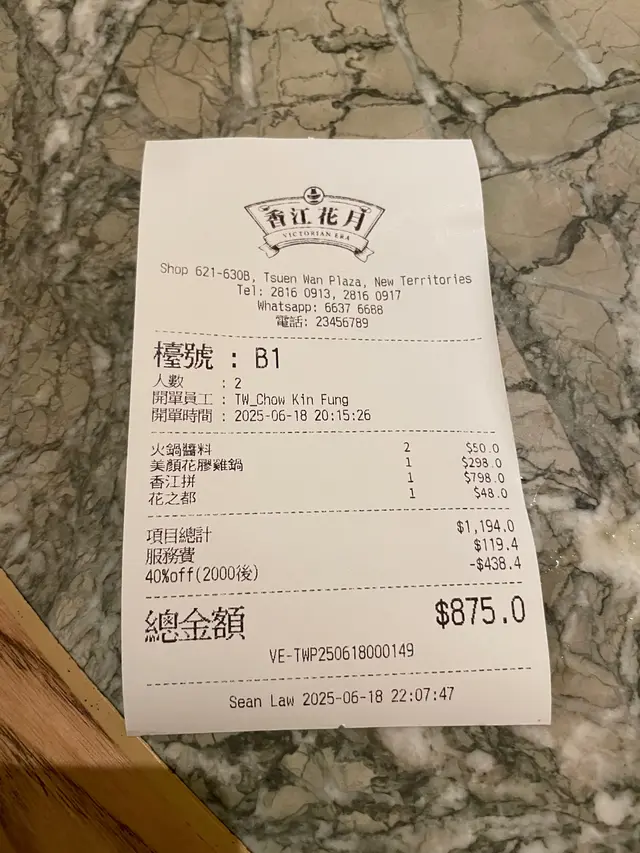 香江花月
VICTORIAN ERA
Shop 621-630B, Tsuen Wan Plaza, New Territories
Tel: 2816 0913, 2816 0917
Whatsapp: 6637 6688
電話: 23456789
檯號 : B1
人數 : 2
開單員工 : TW_Chow Kin Fung
開單時間 : 2025-06-18 20:15:26
火鍋醬料 2 $50.0
美顏花膠雞鍋 1 $298.0
香江拼 1 $798.0
花之都 1 $48.0
項目總計 $1,194.0
服務費 $119.4
40%off(2000後) -$438.4
總金額 $875.0
VE-TWP250618000149
Sean Law 2025-06-18 22:07:47